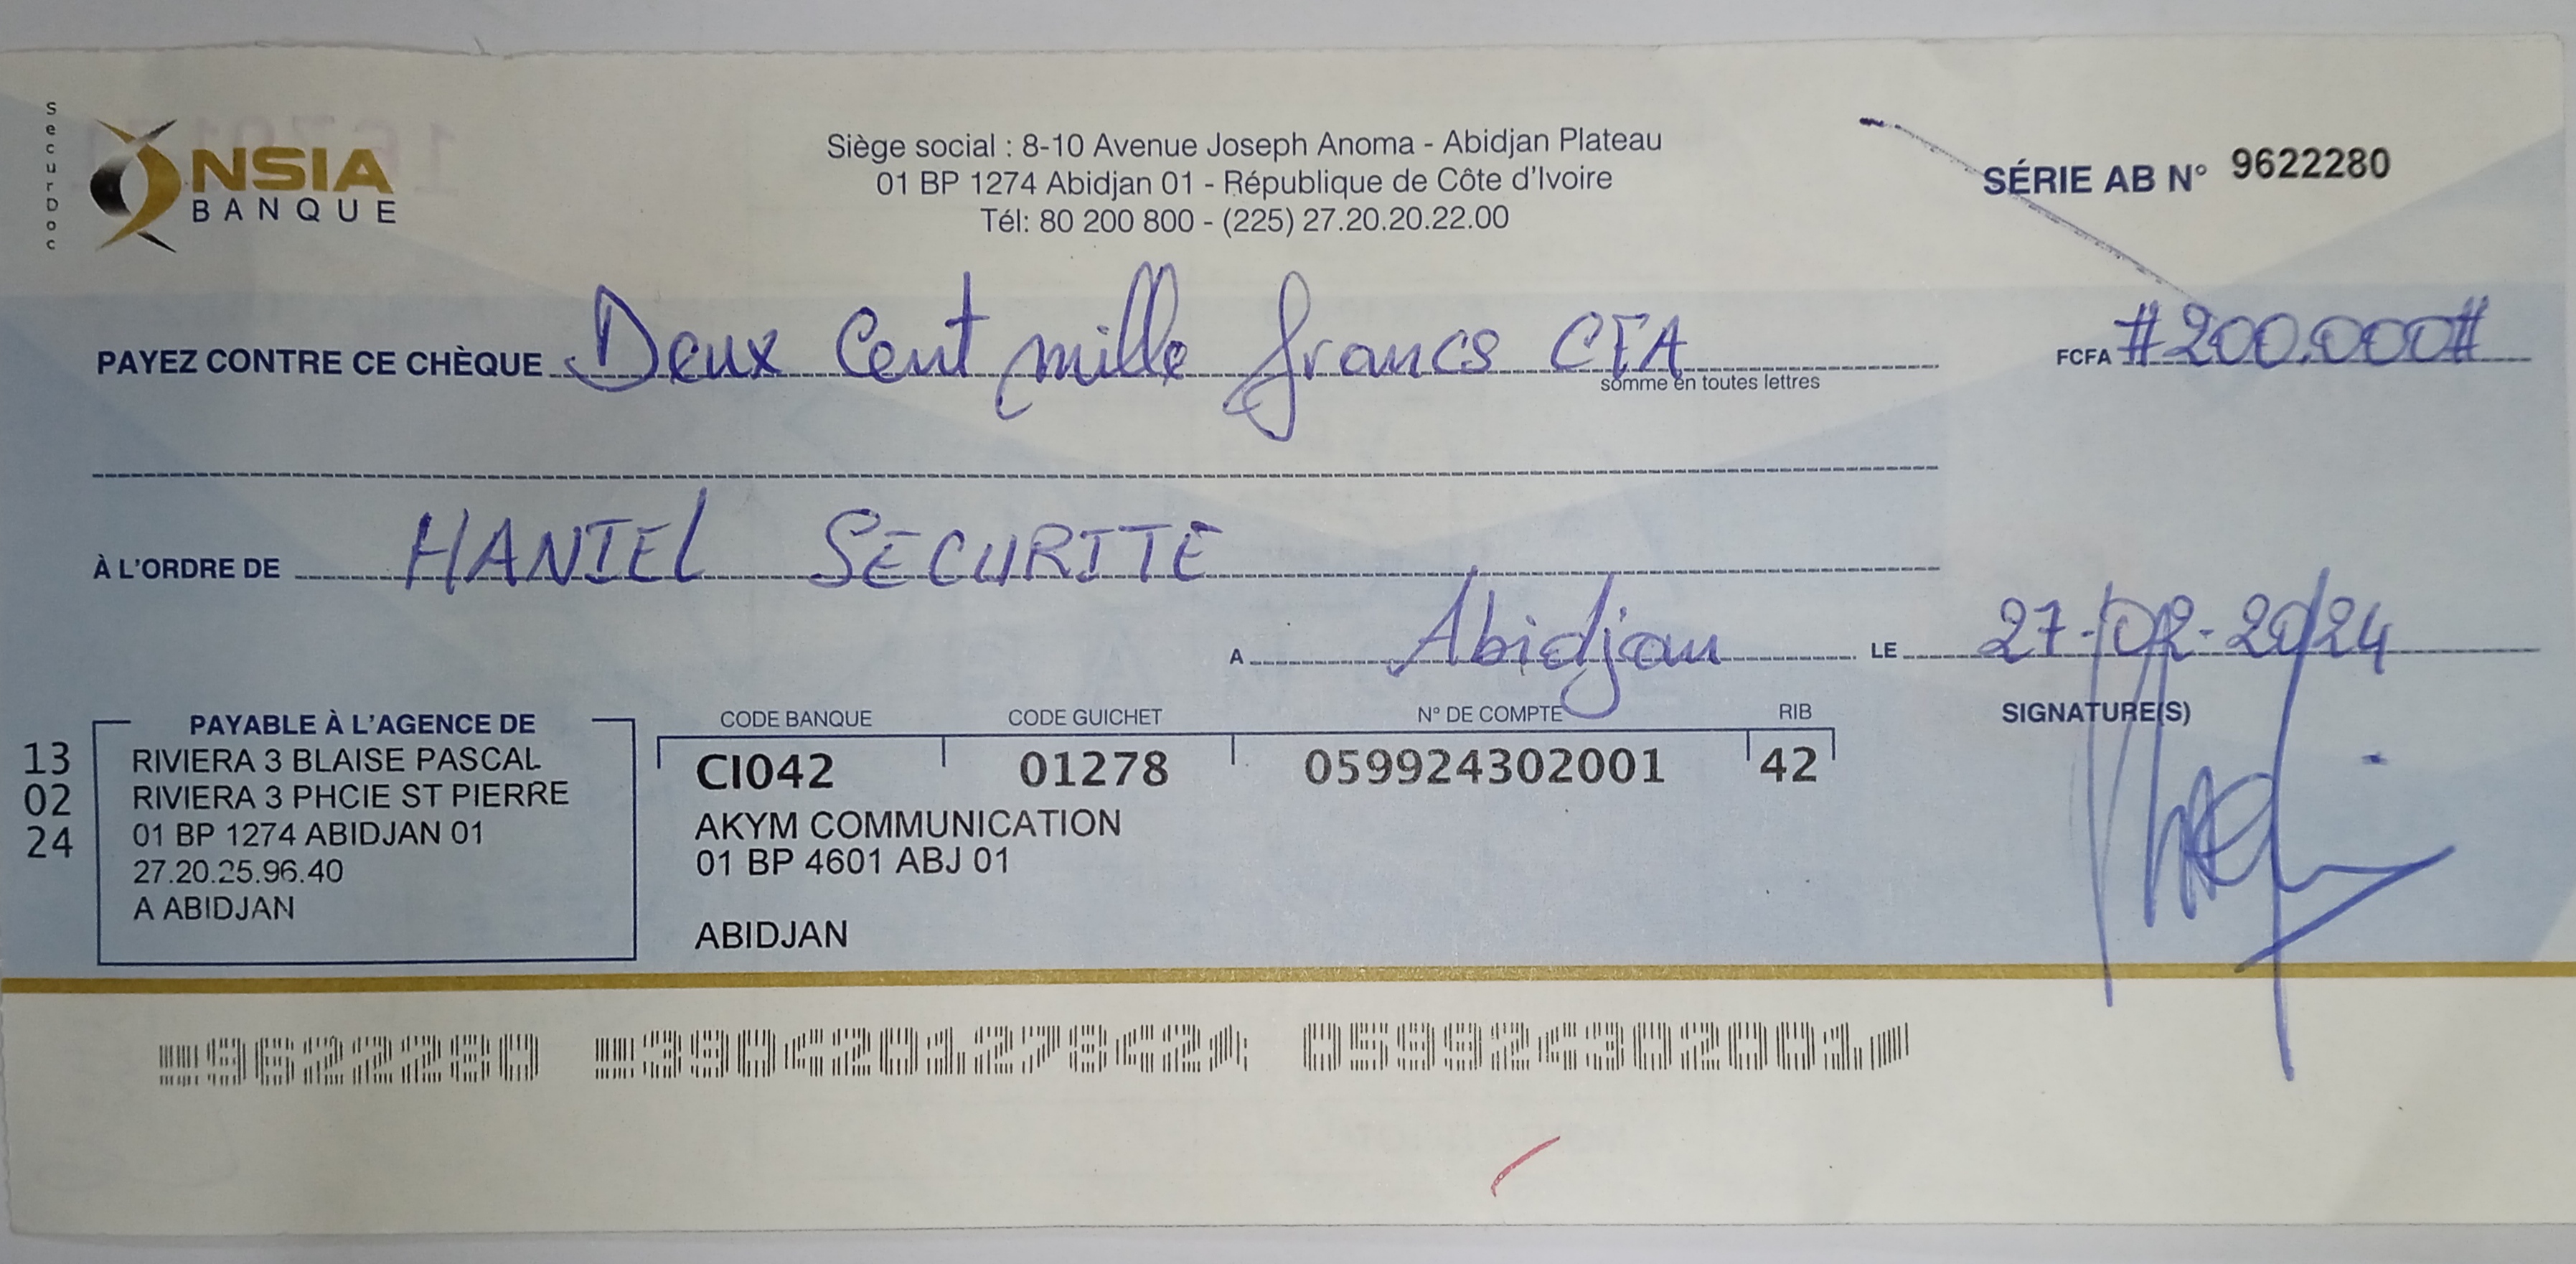 SecurDoc
NSIA
BANQUE
Siège social : 8-10 Avenue Joseph Anoma - Abidjan Plateau
01 BP 1274 Abidjan 01 - République de Côte d'Ivoire
Tél: 80 200 800 - (225) 27.20.20.22.00
SÉRIE AB N° 9622280
PAYEZ CONTRE CE CHÈQUE Deux Cent mille francs CFA
somme en toutes lettres
FCFA #200.000#
À L'ORDRE DE HANIEL SECURITE
A Abidjan LE 27-02-2024
SIGNATURE(S)
13
02
24
PAYABLE À L'AGENCE DE
RIVIERA 3 BLAISE PASCAL
RIVIERA 3 PHCIE ST PIERRE
01 BP 1274 ABIDJAN 01
27.20.25.96.40
A ABIDJAN
CODE BANQUE CODE GUICHET N° DE COMPTE RIB
CI042 01278 059924302001 42
AKYM COMMUNICATION
01 BP 4601 ABJ 01
ABIDJAN
9622280 390420127842 059924302001